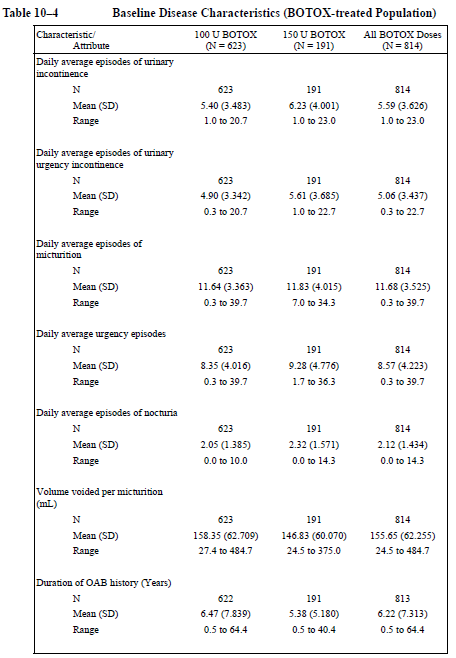 Table 10–4 Baseline Disease Characteristics (BOTOX-treated Population)
Characteristic/ 100 U BOTOX 150 U BOTOX All BOTOX Doses
Attribute (N = 623) (N = 191) (N = 814)
Daily average episodes of urinary
incontinence
N 623 191 814
Mean (SD) 5.40 (3.483) 6.23 (4.001) 5.59 (3.626)
Range 1.0 to 20.7 1.0 to 23.0 1.0 to 23.0
Daily average episodes of urinary
urgency incontinence
N 623 191 814
Mean (SD) 4.90 (3.342) 5.61 (3.685) 5.06 (3.437)
Range 0.3 to 20.7 1.0 to 22.7 0.3 to 22.7
Daily average episodes of
micturition
N 623 191 814
Mean (SD) 11.64 (3.363) 11.83 (4.015) 11.68 (3.525)
Range 0.3 to 39.7 7.0 to 34.3 0.3 to 39.7
Daily average urgency episodes
N 623 191 814
Mean (SD) 8.35 (4.016) 9.28 (4.776) 8.57 (4.223)
Range 0.3 to 39.7 1.7 to 36.3 0.3 to 39.7
Daily average episodes of nocturia
N 623 191 814
Mean (SD) 2.05 (1.385) 2.32 (1.571) 2.12 (1.434)
Range 0.0 to 10.0 0.0 to 14.3 0.0 to 14.3
Volume voided per micturition
(mL)
N 623 191 814
Mean (SD) 158.35 (62.709) 146.83 (60.070) 155.65 (62.255)
Range 27.4 to 484.7 24.5 to 375.0 24.5 to 484.7
Duration of OAB history (Years)
N 622 191 813
Mean (SD) 6.47 (7.839) 5.38 (5.180) 6.22 (7.313)
Range 0.5 to 64.4 0.5 to 40.4 0.5 to 64.4